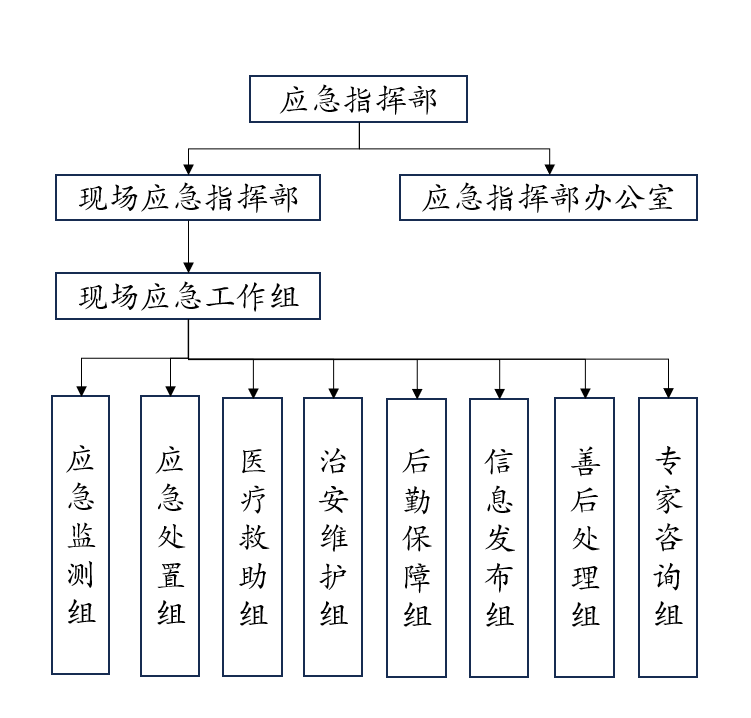 应急指挥部
现场应急指挥部
应急指挥部办公室
现场应急工作组
应急监测组
应急处置组
医疗救助组
治安维护组
后勤保障组
信息发布组
善后处理组
专家咨询组